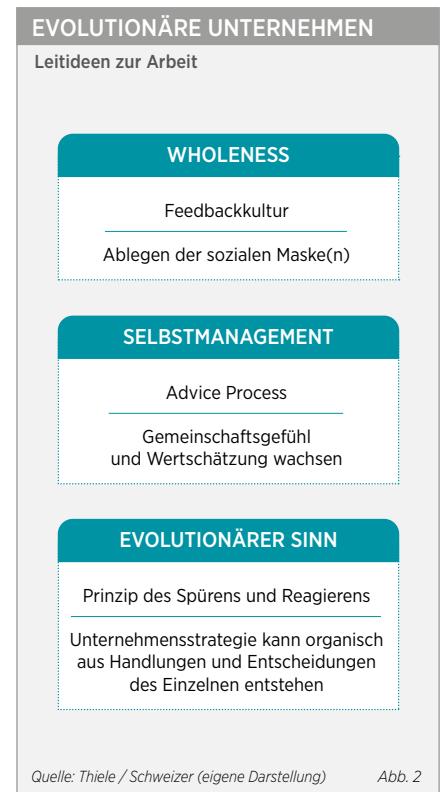 EVOLUTIONÄRE UNTERNEHMEN
Leitideen zur Arbeit
WHOLENESS
Feedbackkultur
Ablegen der sozialen Maske(n)
SELBSTMANAGEMENT
Advice Process
Gemeinschaftsgefühl
und Wertschätzung wachsen
EVOLUTIONÄRER SINN
Prinzip des Spürens und Reagierens
Unternehmensstrategie kann organisch
aus Handlungen und Entscheidungen
des Einzelnen entstehen
Quelle: Thiele / Schweizer (eigene Darstellung) Abb. 2